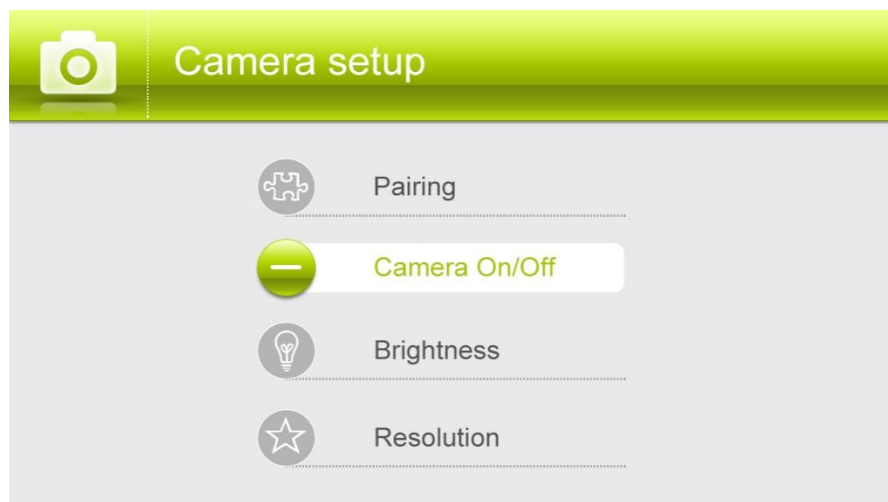 Camera setup
Pairing
Camera On/Off
Brightness
Resolution